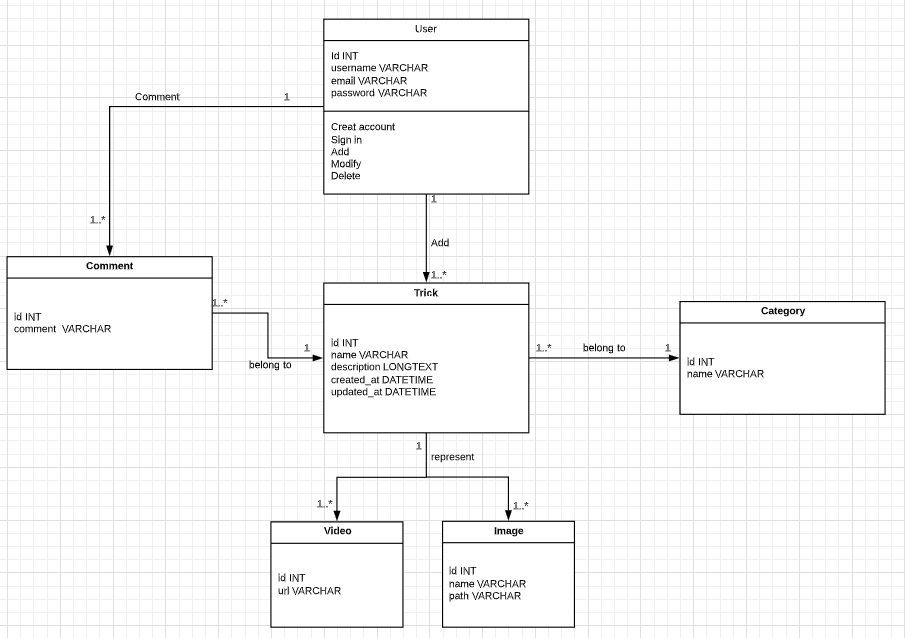 User
Id INT
username VARCHAR
email VARCHAR
password VARCHAR
Creat account
Sign in
Add
Modify
Delete
Comment
1
1..*
1
Add
1..*
Comment
id INT
comment  VARCHAR
1..*
belong to
1
Trick
id INT
name VARCHAR
description LONGTEXT
created_at DATETIME
updated_at DATETIME
1..*
belong to
1
Category
id INT
name VARCHAR
1
represent
1..*
1..*
Video
id INT
url VARCHAR
Image
id INT
name VARCHAR
path VARCHAR